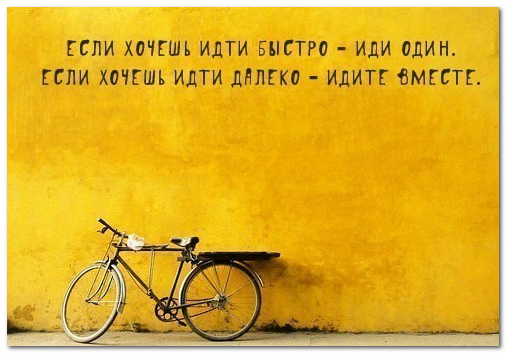 ЕСЛИ ХОЧЕШЬ ИДТИ БЫСТРО – ИДИ ОДИН.
ЕСЛИ ХОЧЕШЬ ИДТИ ДАЛЕКО – ИДИТЕ ВМЕСТЕ.